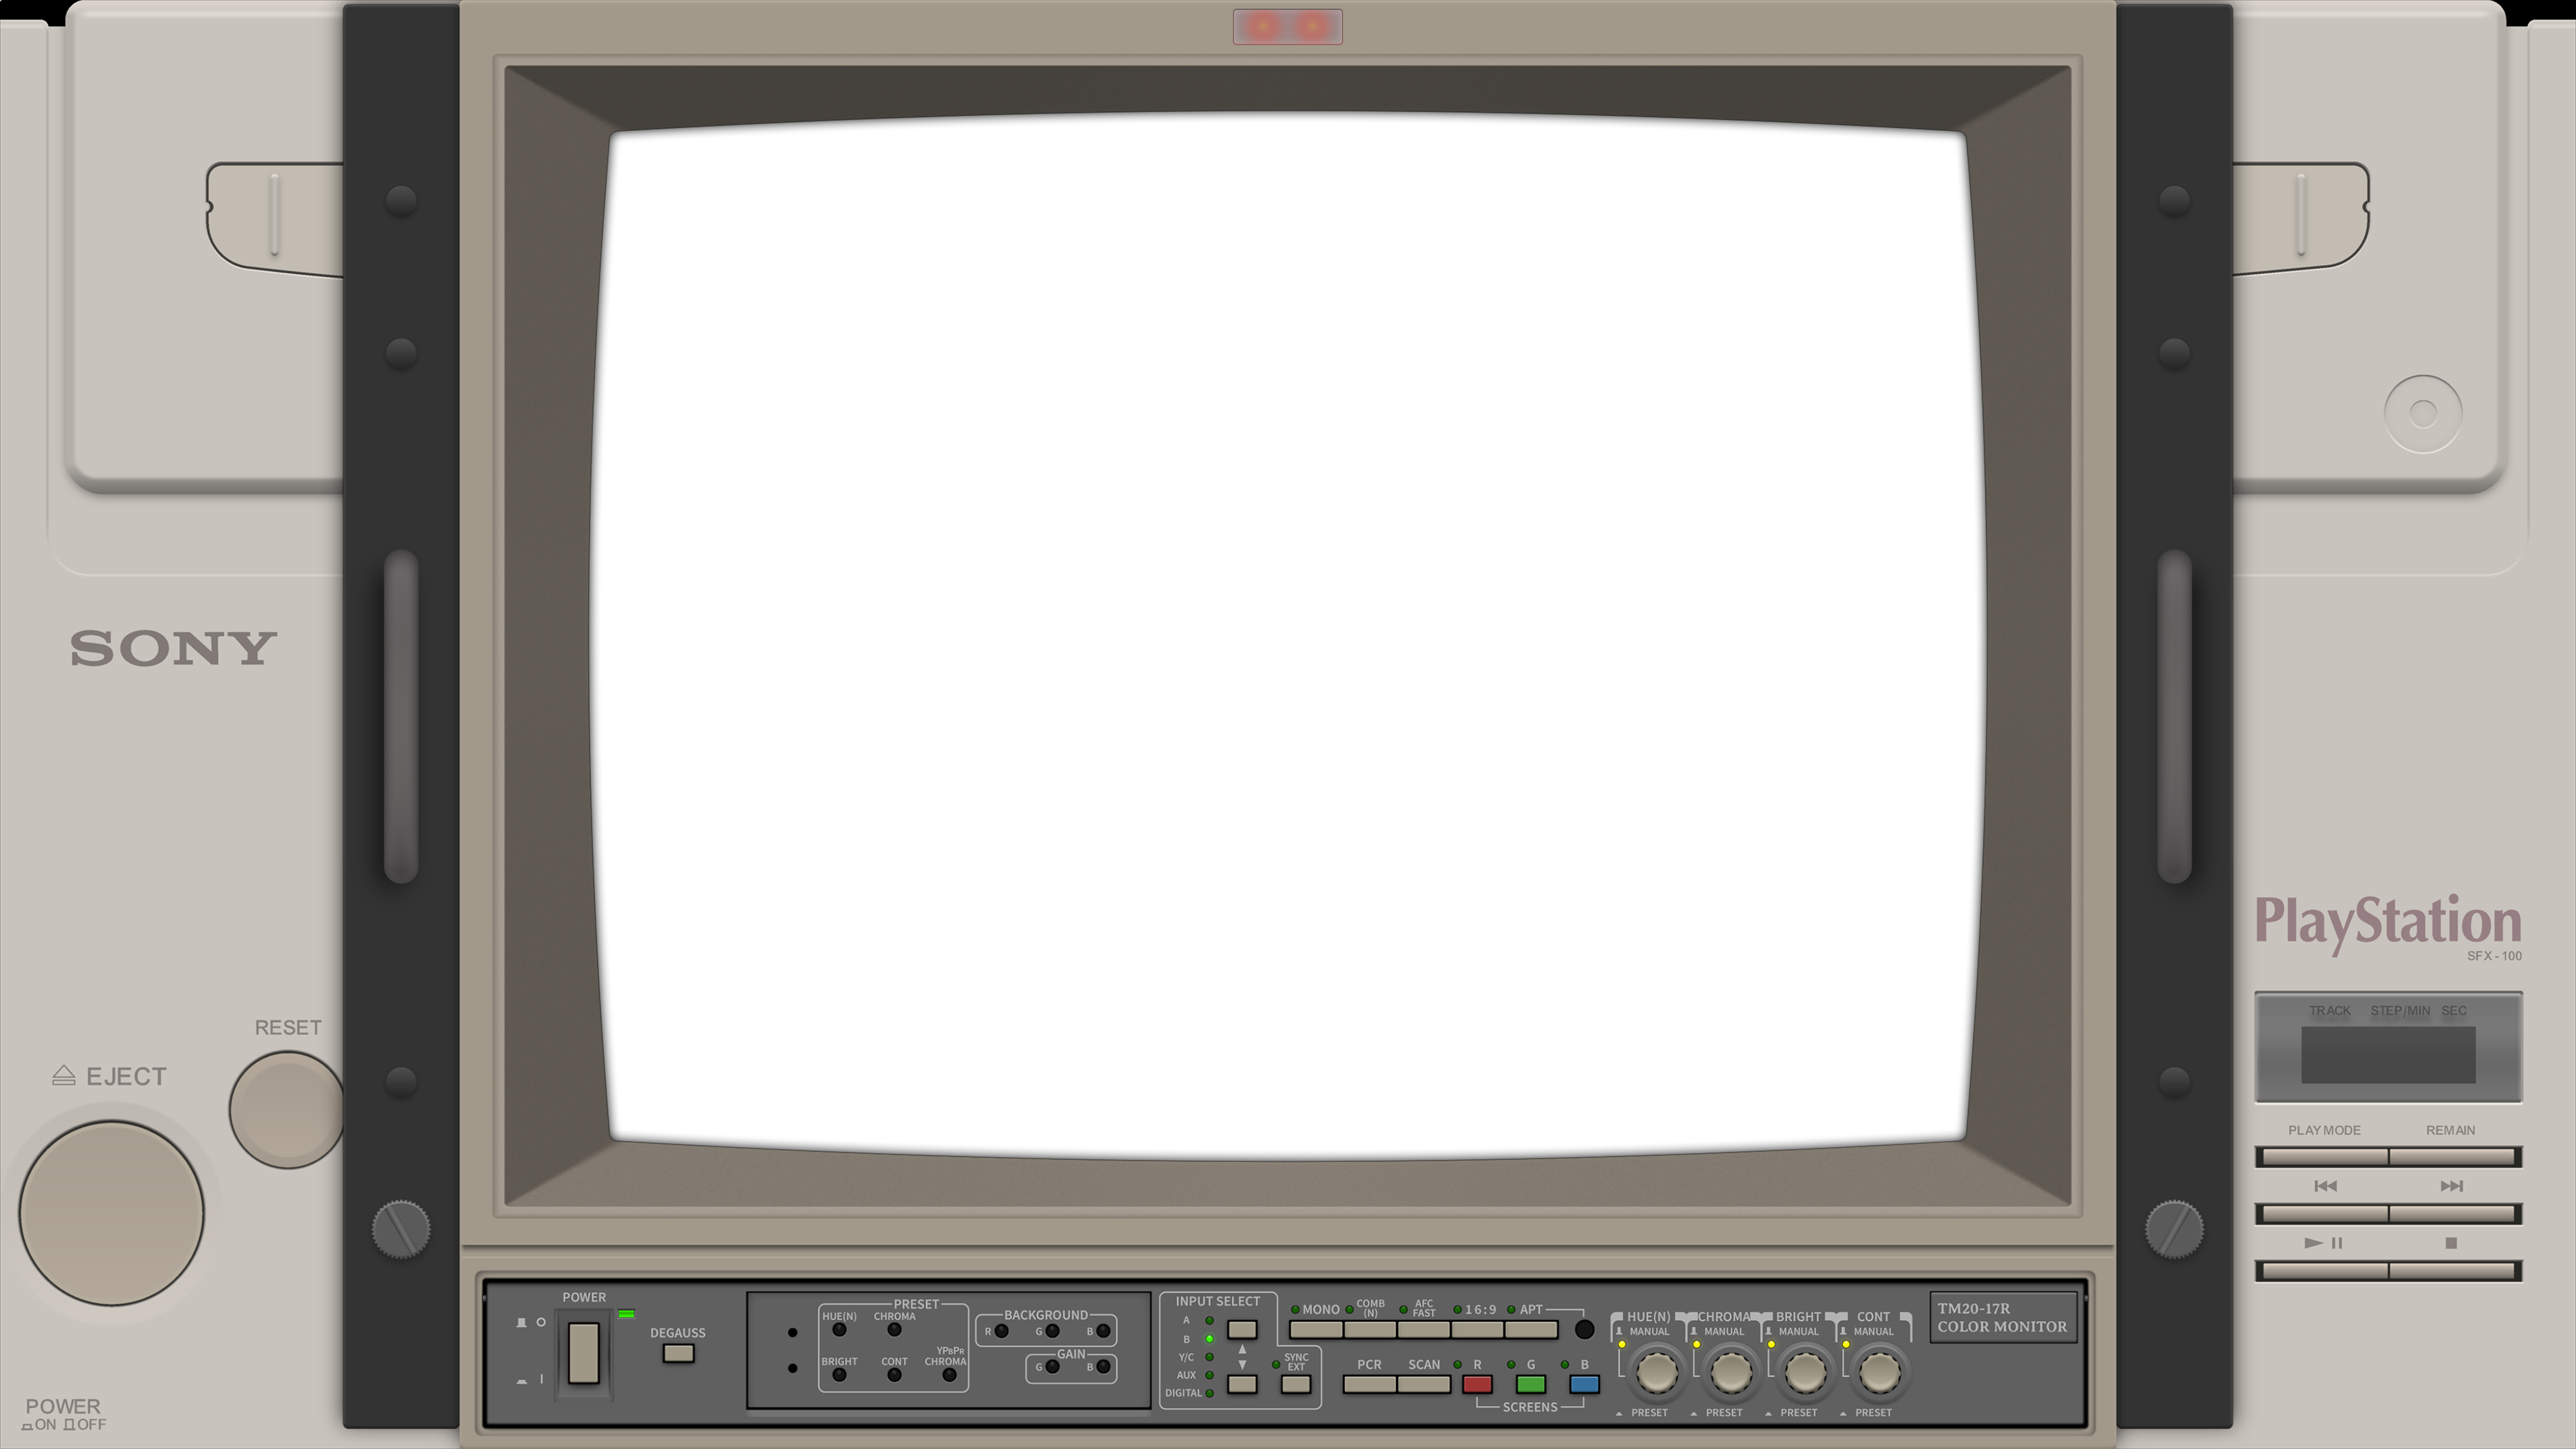 SONY
RESET
EJECT
POWER
ON OFF
PlayStation
SFX-100
TRACK STEP/MIN SEC
PLAY MODE REMAIN
POWER
DEGAUSS
PRESET
HUE(N) CHROMA
BRIGHT CONT YPBPR CHROMA
BACKGROUND
R G B
GAIN
G B
INPUT SELECT
A
B
Y/C
AUX
DIGITAL
SYNC
EXT
MONO COMB (N) AFC FAST 16:9 APT
PCR SCAN R G B
SCREENS
HUE(N) CHROMA BRIGHT CONT
MANUAL MANUAL MANUAL MANUAL
PRESET PRESET PRESET PRESET
TM20-17R
COLOR MONITOR